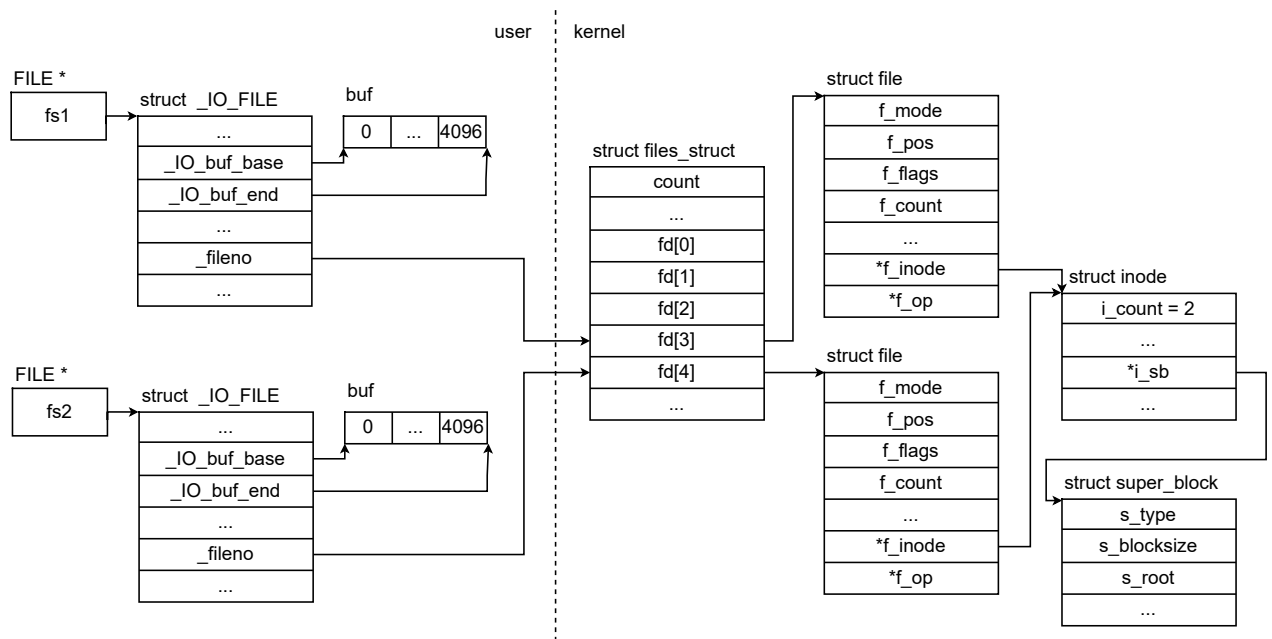 user
kernel
FILE *
fs1
struct _IO_FILE
...
_IO_buf_base
_IO_buf_end
...
_fileno
...
buf
0 ... 4096
FILE *
fs2
struct _IO_FILE
...
_IO_buf_base
_IO_buf_end
...
_fileno
...
buf
0 ... 4096
struct files_struct
count
...
fd[0]
fd[1]
fd[2]
fd[3]
fd[4]
...
struct file
f_mode
f_pos
f_flags
f_count
...
*f_inode
*f_op
struct file
f_mode
f_pos
f_flags
f_count
...
*f_inode
*f_op
struct inode
i_count = 2
...
*i_sb
...
struct super_block
s_type
s_blocksize
s_root
...